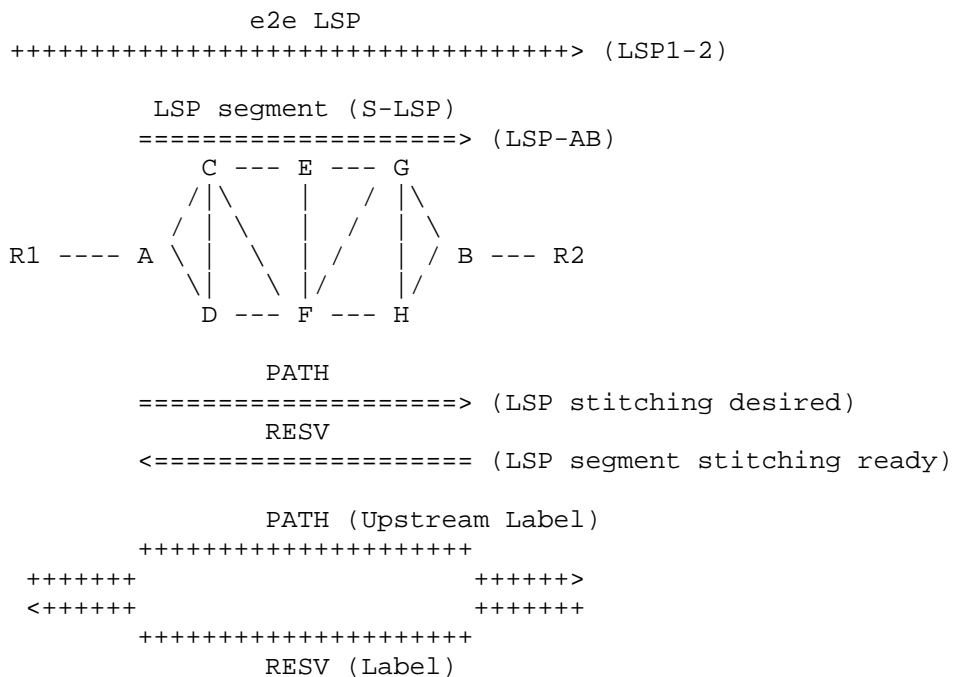 e2e LSP
+++++++++++++++++++++++++++++++++++> (LSP1-2)

          LSP segment (S-LSP)
        ====================> (LSP-AB)
            C --- E --- G
           /|\    |    / |\
          / | \   |   /  | \
R1 ---- A \ |  \  |  /   | / B --- R2
           \|   \ | /    |/
            D --- F --- H

                PATH
        ====================> (LSP stitching desired)
                RESV
        <==================== (LSP segment stitching ready)

                PATH (Upstream Label)
        +++++++++++++++++++++
 +++++++                     ++++++>
 <++++++                     +++++++
        +++++++++++++++++++++
                RESV (Label)